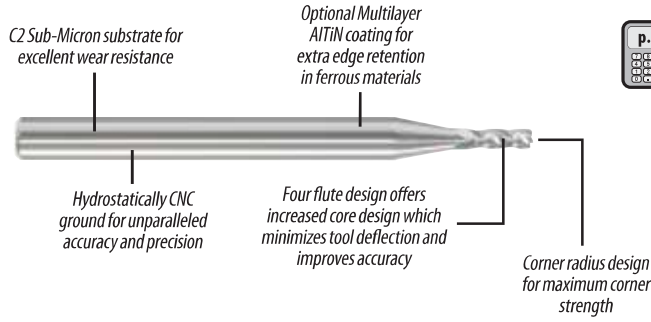 C2 Sub-Micron substrate for
excellent wear resistance
Optional Multilayer
AlTiN coating for
extra edge retention
in ferrous materials
p.
Hydrostatically CNC
ground for unparalleled
accuracy and precision
Four flute design offers
increased core design which
minimizes tool deflection and
improves accuracy
Corner radius design
for maximum corner
strength